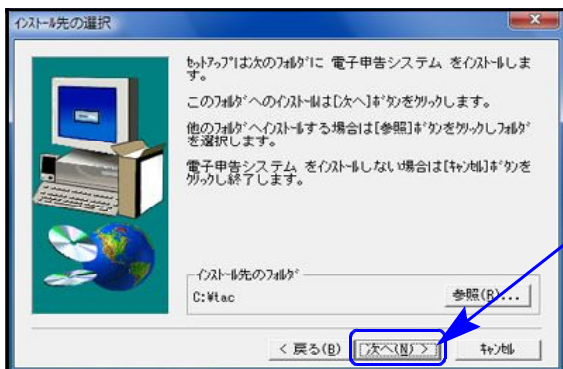 インストール先の選択
セットアップは次のフォルダに 電子申告システム をインストールしま
す。
このフォルダへのインストールは[次へ]ボタンをクリックします。
他のフォルダへインストールする場合は[参照]ボタンをクリックしフォルダ
を選択します。
電子申告システム をインストールしない場合は[キャンセル]ボタンを
クリックし終了します。
インストール先のフォルダ
C:¥tac
参照(R)...
< 戻る(B)
次へ(N) >
キャンセル